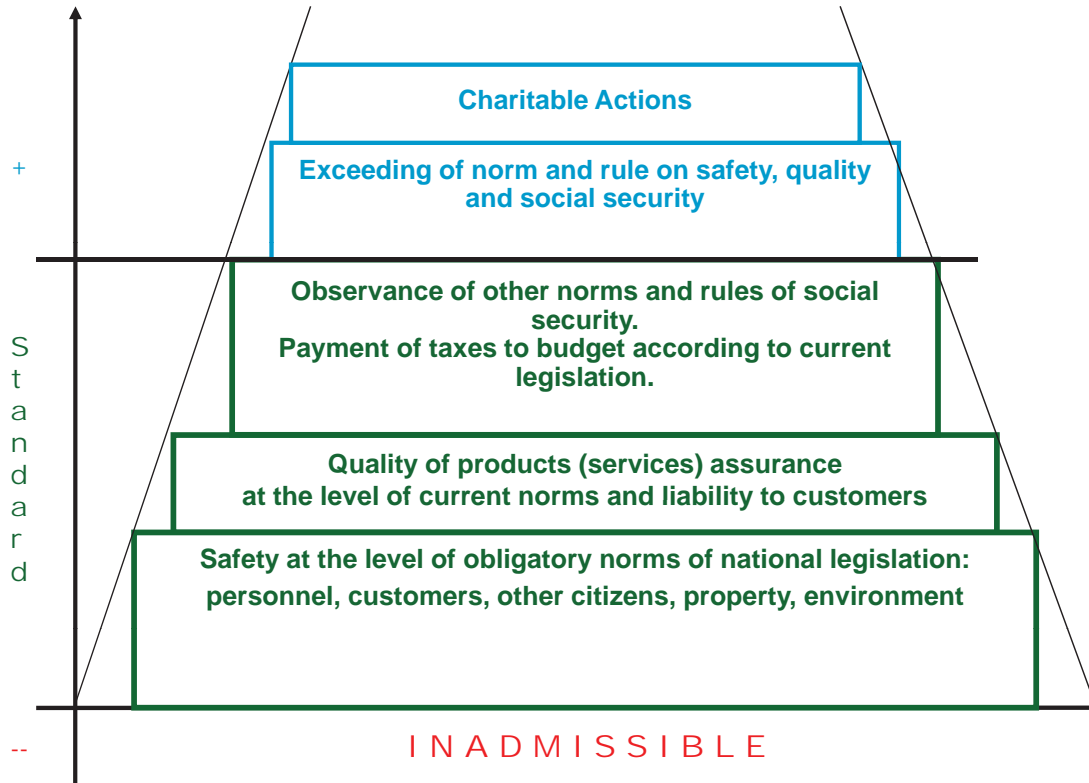 Charitable Actions
+
Exceeding of norm and rule on safety, quality
and social security
Observance of other norms and rules of social
security.
Payment of taxes to budget according to current
legislation.
Standard
Quality of products (services) assurance
at the level of current norms and liability to customers
Safety at the level of obligatory norms of national legislation:
personnel, customers, other citizens, property, environment
--
INADMISSIBLE